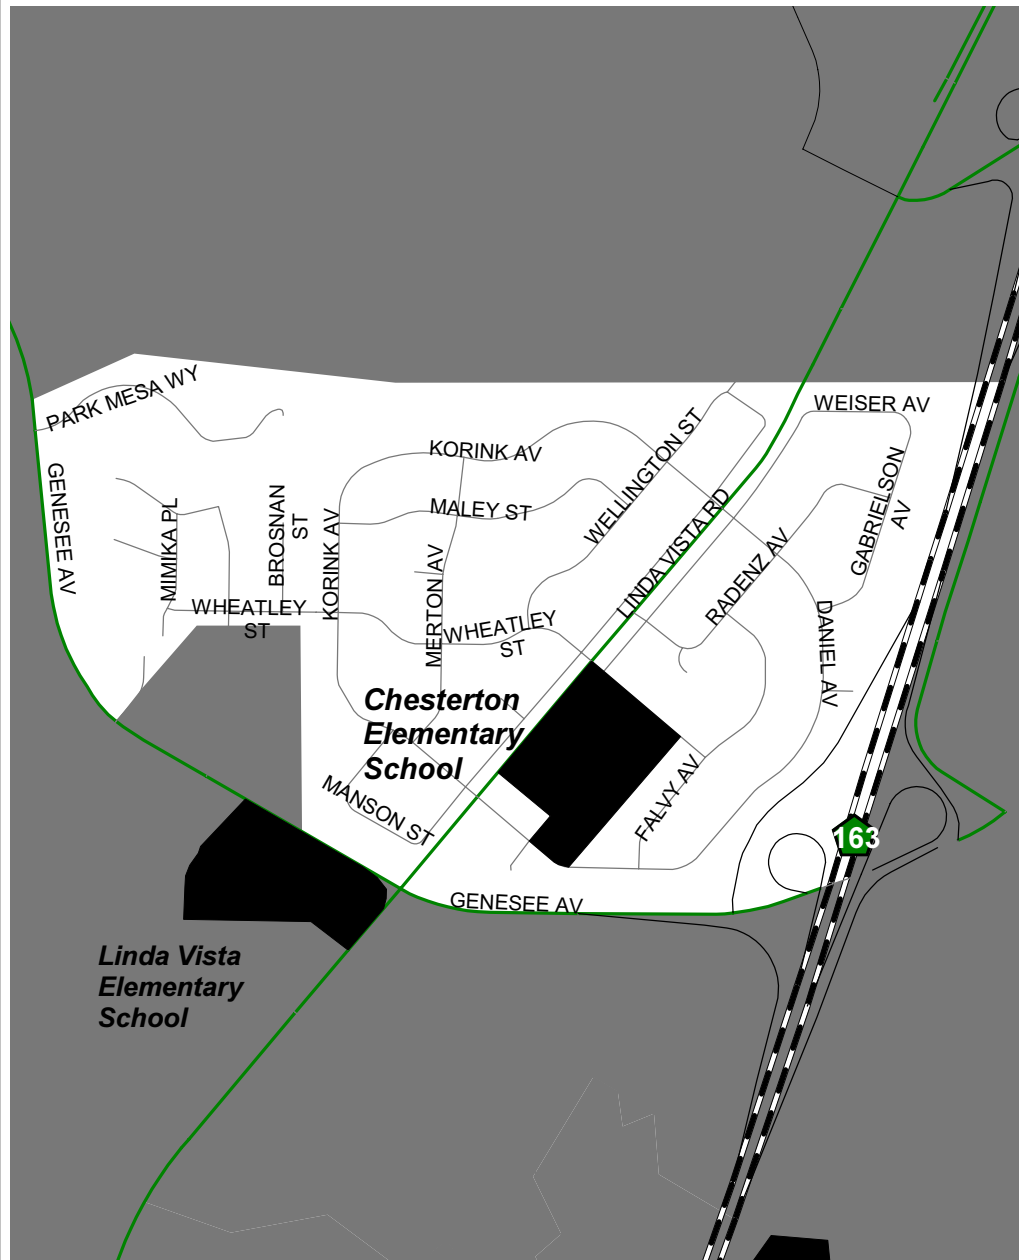 PARK MESA WY
WEISER AV
KORINK AV
WELLINGTON ST
GABRIELSON
AV
GENESEE AV
MIMIKA PL
BROSNAN
ST
KORINK AV
MALEY ST
LINDA VISTA RD
RADENZ AV
MERTON AV
WHEATLEY
ST
WHEATLEY
ST
DANIEL AV
Chesterton
Elementary
School
MANSON ST
FALVY AV
163
GENESEE AV
Linda Vista
Elementary
School